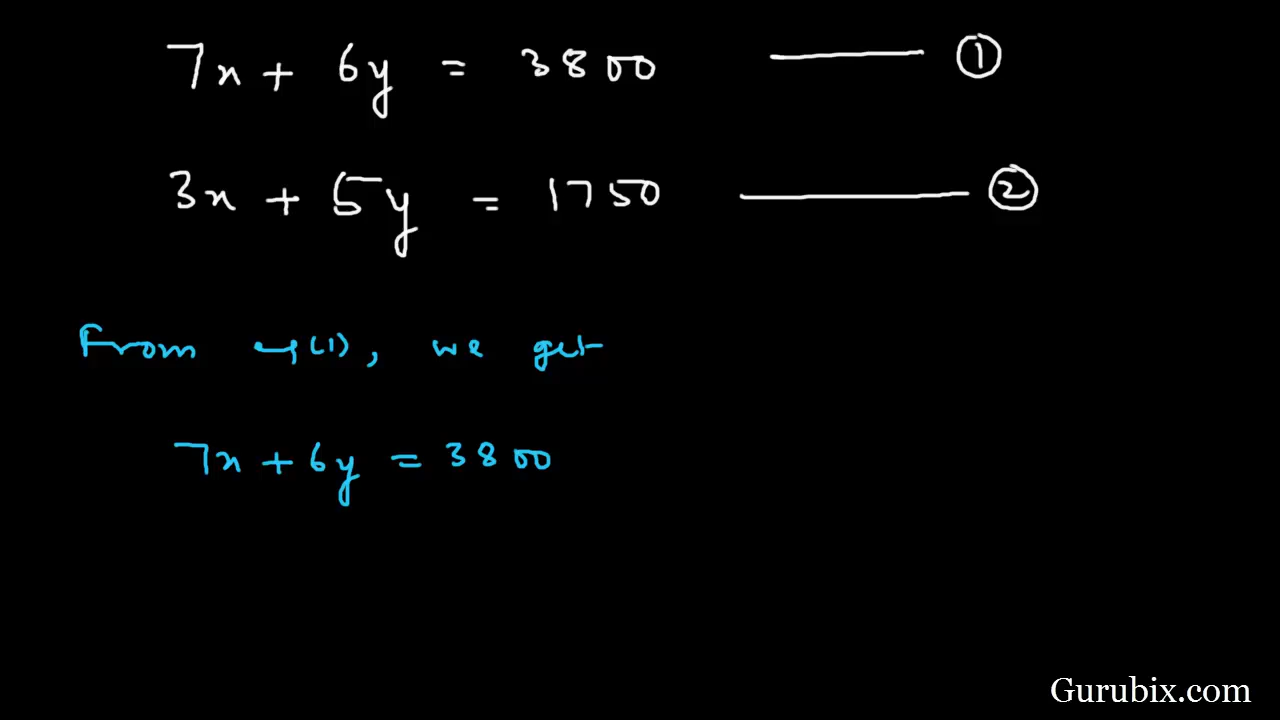 7x + 6y = 3800 ——— ①
3x + 5y = 1750 ——— ②
From eq(1), we get
7x + 6y = 3800
Gurubix.com